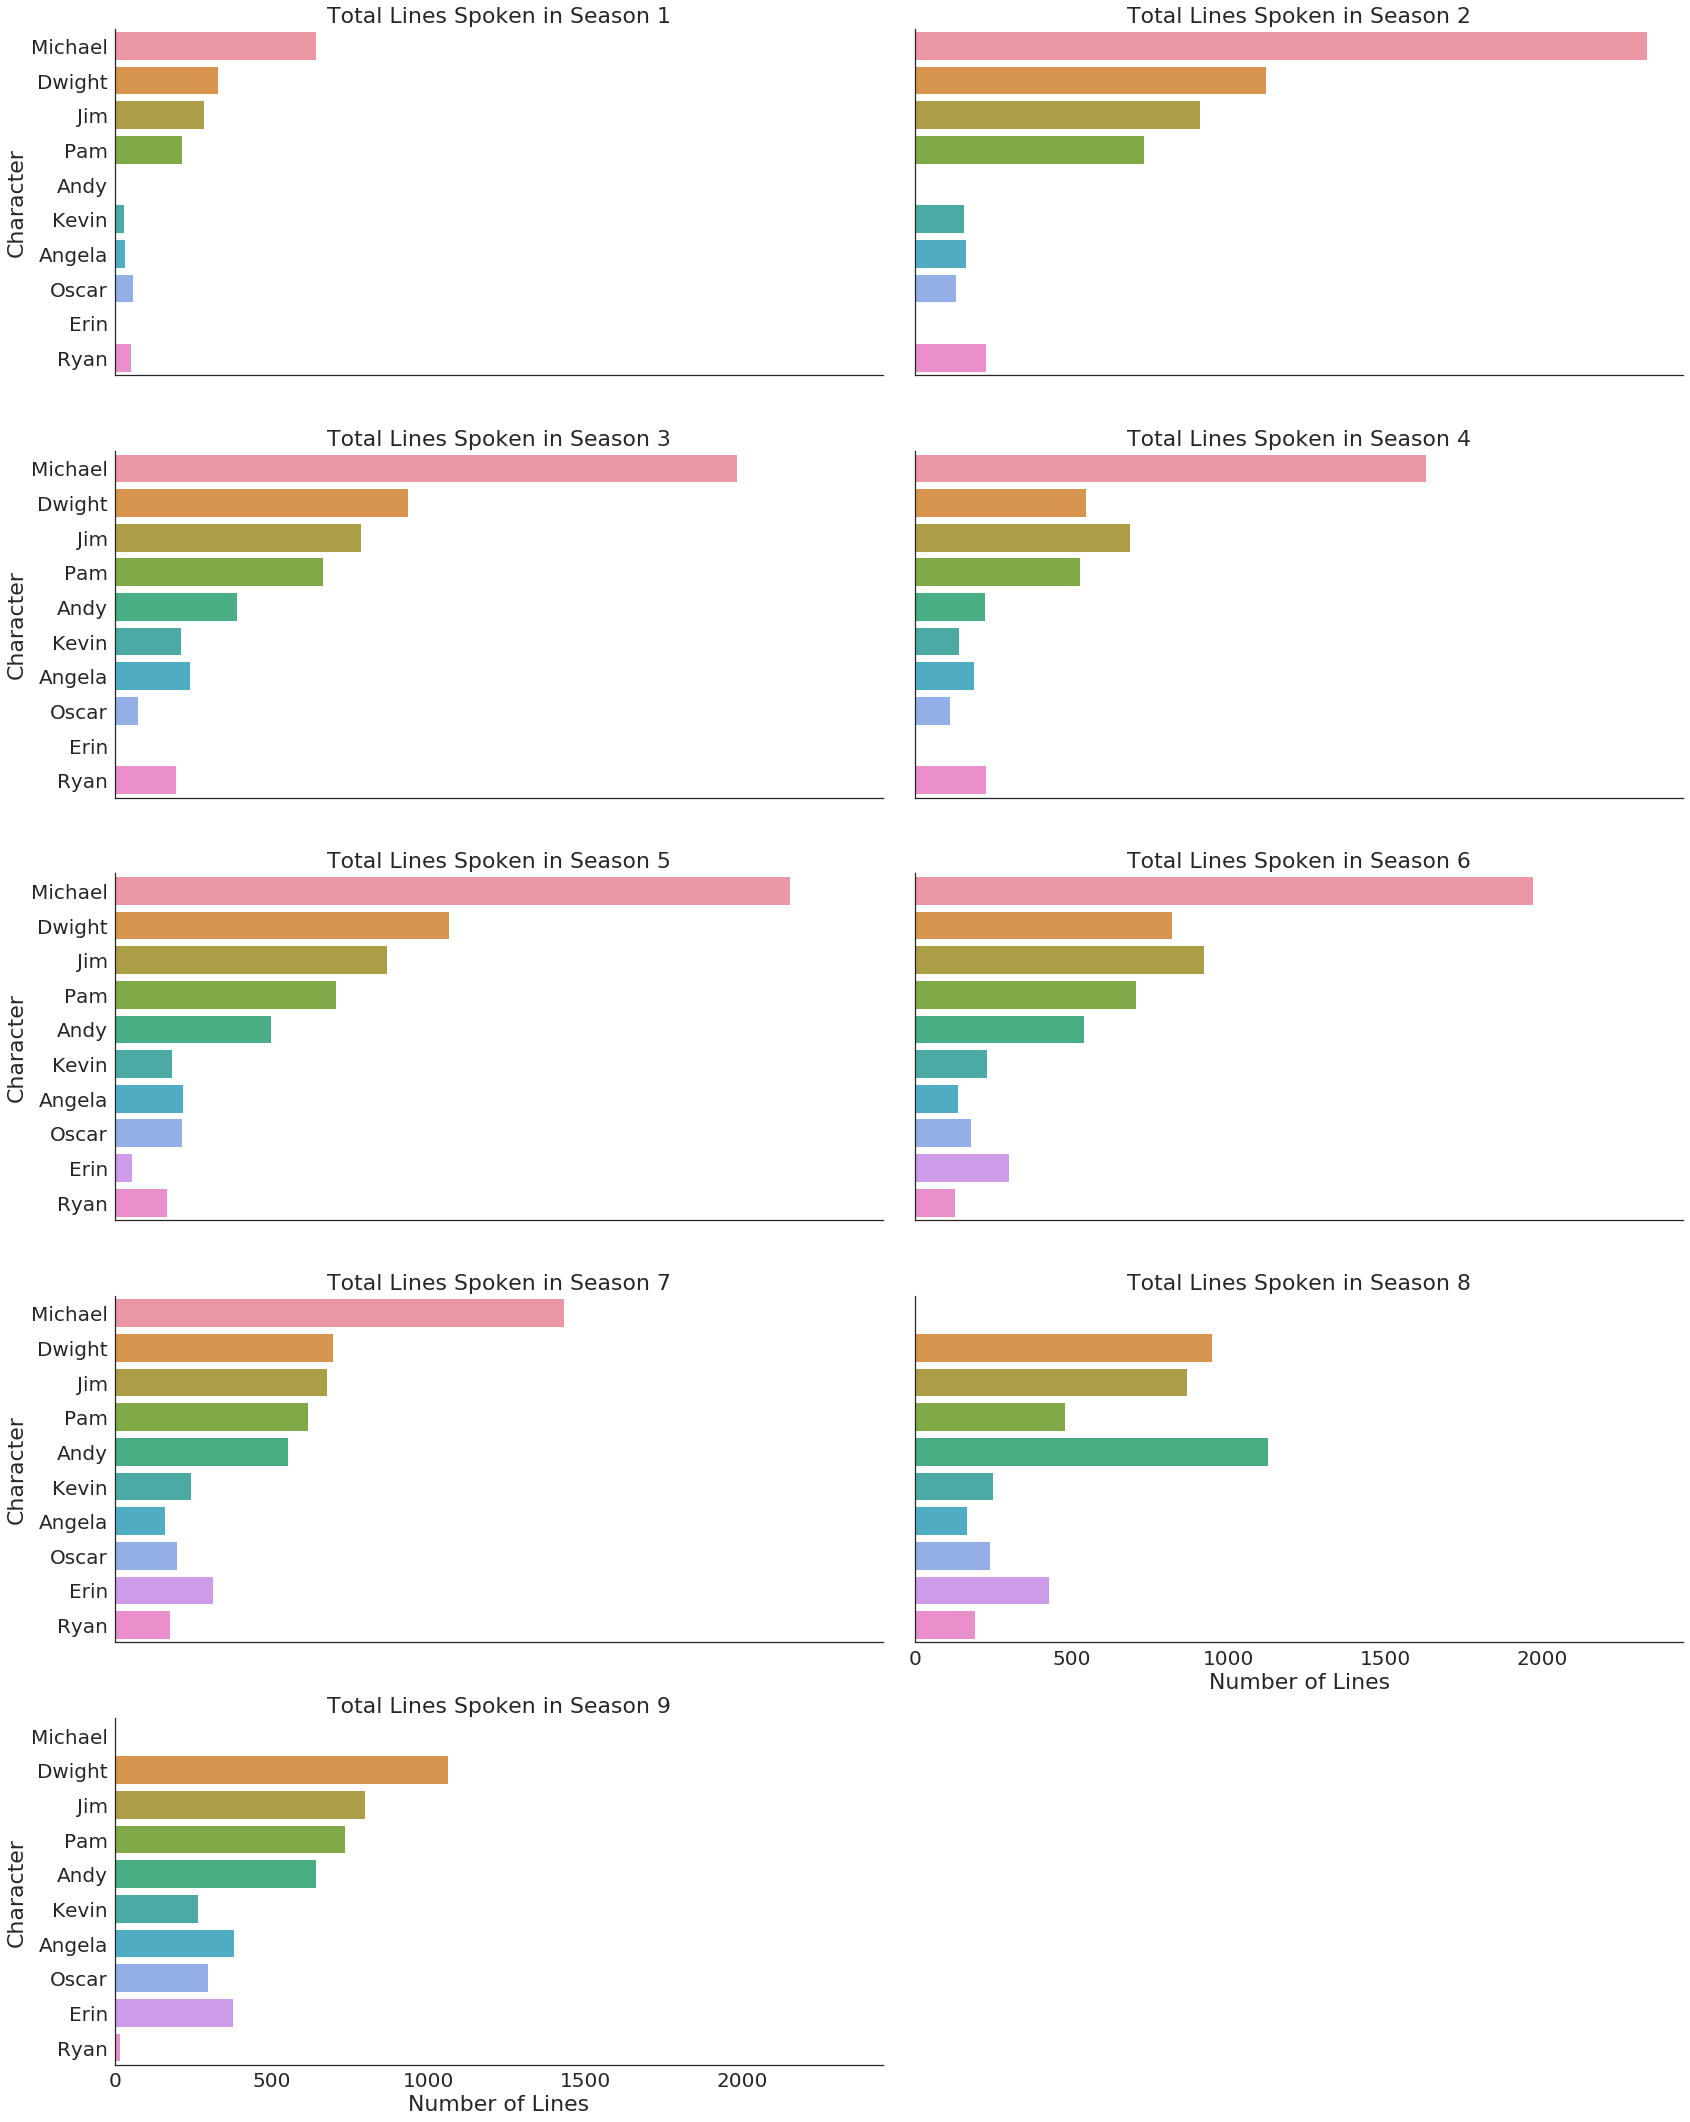 Total Lines Spoken in Season 1
Character
Michael
Dwight
Jim
Pam
Andy
Kevin
Angela
Oscar
Erin
Ryan
Total Lines Spoken in Season 2
Total Lines Spoken in Season 3
Character
Michael
Dwight
Jim
Pam
Andy
Kevin
Angela
Oscar
Erin
Ryan
Total Lines Spoken in Season 4
Total Lines Spoken in Season 5
Character
Michael
Dwight
Jim
Pam
Andy
Kevin
Angela
Oscar
Erin
Ryan
Total Lines Spoken in Season 6
Total Lines Spoken in Season 7
Character
Michael
Dwight
Jim
Pam
Andy
Kevin
Angela
Oscar
Erin
Ryan
Total Lines Spoken in Season 8
0 500 1000 1500 2000
Number of Lines
Total Lines Spoken in Season 9
Character
Michael
Dwight
Jim
Pam
Andy
Kevin
Angela
Oscar
Erin
Ryan
0 500 1000 1500 2000
Number of Lines